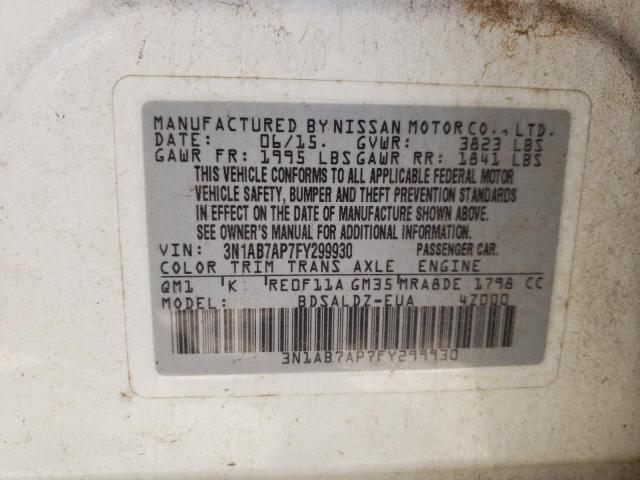 MANUFACTURED BY NISSAN MOTOR CO., LTD.
DATE: 06/15. GVWR: 3823 LBS
GAWR FR: 1995 LBS GAWR RR: 1841 LBS
THIS VEHICLE CONFORMS TO ALL APPLICABLE FEDERAL MOTOR
VEHICLE SAFETY, BUMPER AND THEFT PREVENTION STANDARDS
IN EFFECT ON THE DATE OF MANUFACTURE SHOWN ABOVE.
SEE OWNER'S MANUAL FOR ADDITIONAL INFORMATION.
VIN: 3N1AB7AP7FY299930 PASSENGER CAR.
COLOR TRIM TRANS AXLE ENGINE
QM1 K RE0F11A GM35 MRA8DE 1798 CC
MODEL: BDSALDZ-EUA 4Z000
3N1AB7AP7FY299930